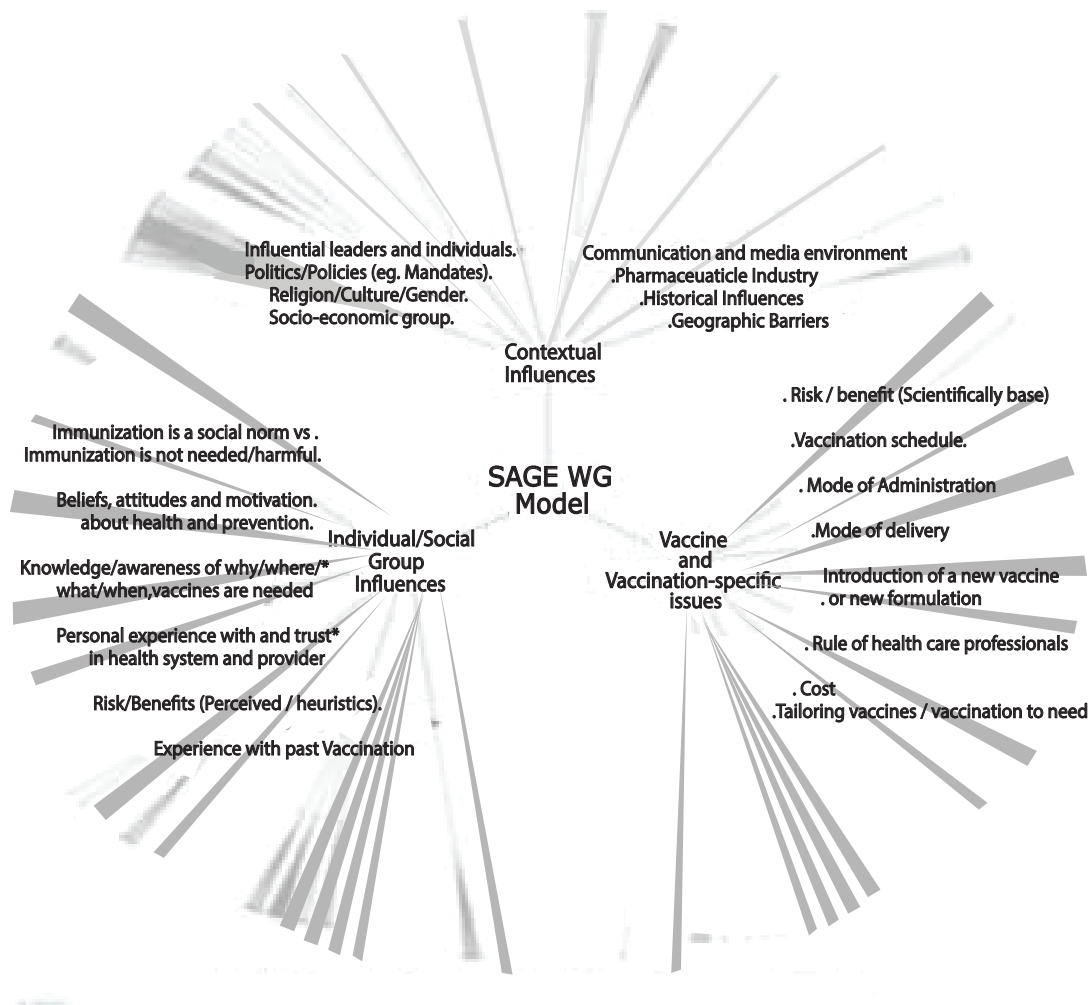 Influential leaders and individuals.
Politics/Policies (eg. Mandates).
Religion/Culture/Gender.
Socio-economic group.
Communication and media environment
.Pharmaceuaticle Industry
.Historical Influences
.Geographic Barriers
Contextual
Influences
SAGE WG
Model
Immunization is a social norm vs .
Immunization is not needed/harmful.
Beliefs, attitudes and motivation.
about health and prevention.
Knowledge/awareness of why/where/*
what/when,vaccines are needed
Personal experience with and trust*
in health system and provider
Risk/Benefits (Perceived / heuristics).
Experience with past Vaccination
Individual/Social
Group
Influences
Vaccine
and
Vaccination-specific
issues
. Risk / benefit (Scientifically base)
.Vaccination schedule.
. Mode of Administration
.Mode of delivery
Introduction of a new vaccine
. or new formulation
. Rule of health care professionals
. Cost
.Tailoring vaccines / vaccination to need